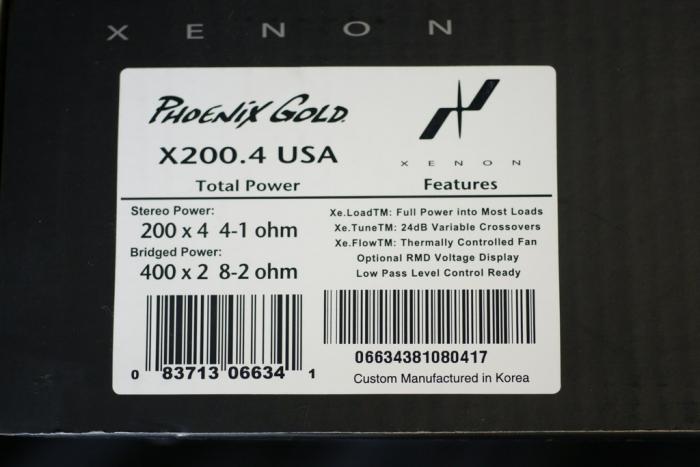 XENON
PHOENIX GOLD
X200.4 USA
XENON
Total Power
Features
Stereo Power:
200 x 4 4-1 ohm
Bridged Power:
400 x 2 8-2 ohm
Xe.LoadTM: Full Power into Most Loads
Xe.TuneTM: 24dB Variable Crossovers
Xe.FlowTM: Thermally Controlled Fan
Optional RMD Voltage Display
Low Pass Level Control Ready
0 83713 06634 1
06634381080417
Custom Manufactured in Korea